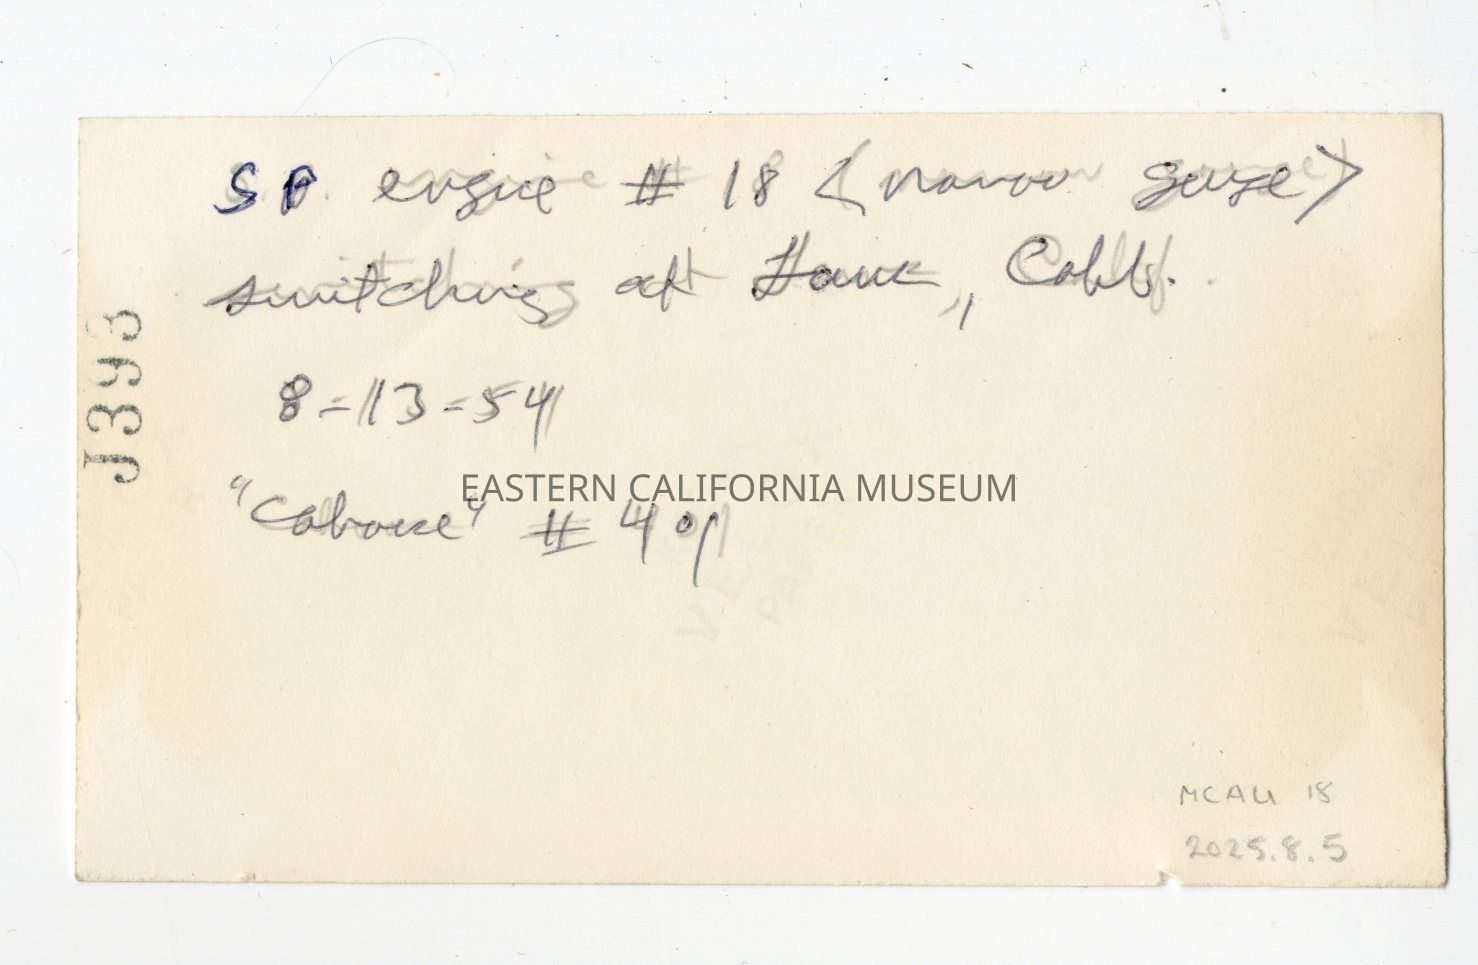 SP engine # 18 (narrow gauge)
switching at Laws, Calif.
8-13-54
"Caboose" # 401
EASTERN CALIFORNIA MUSEUM
J393
MCAU 18
2025.8.5